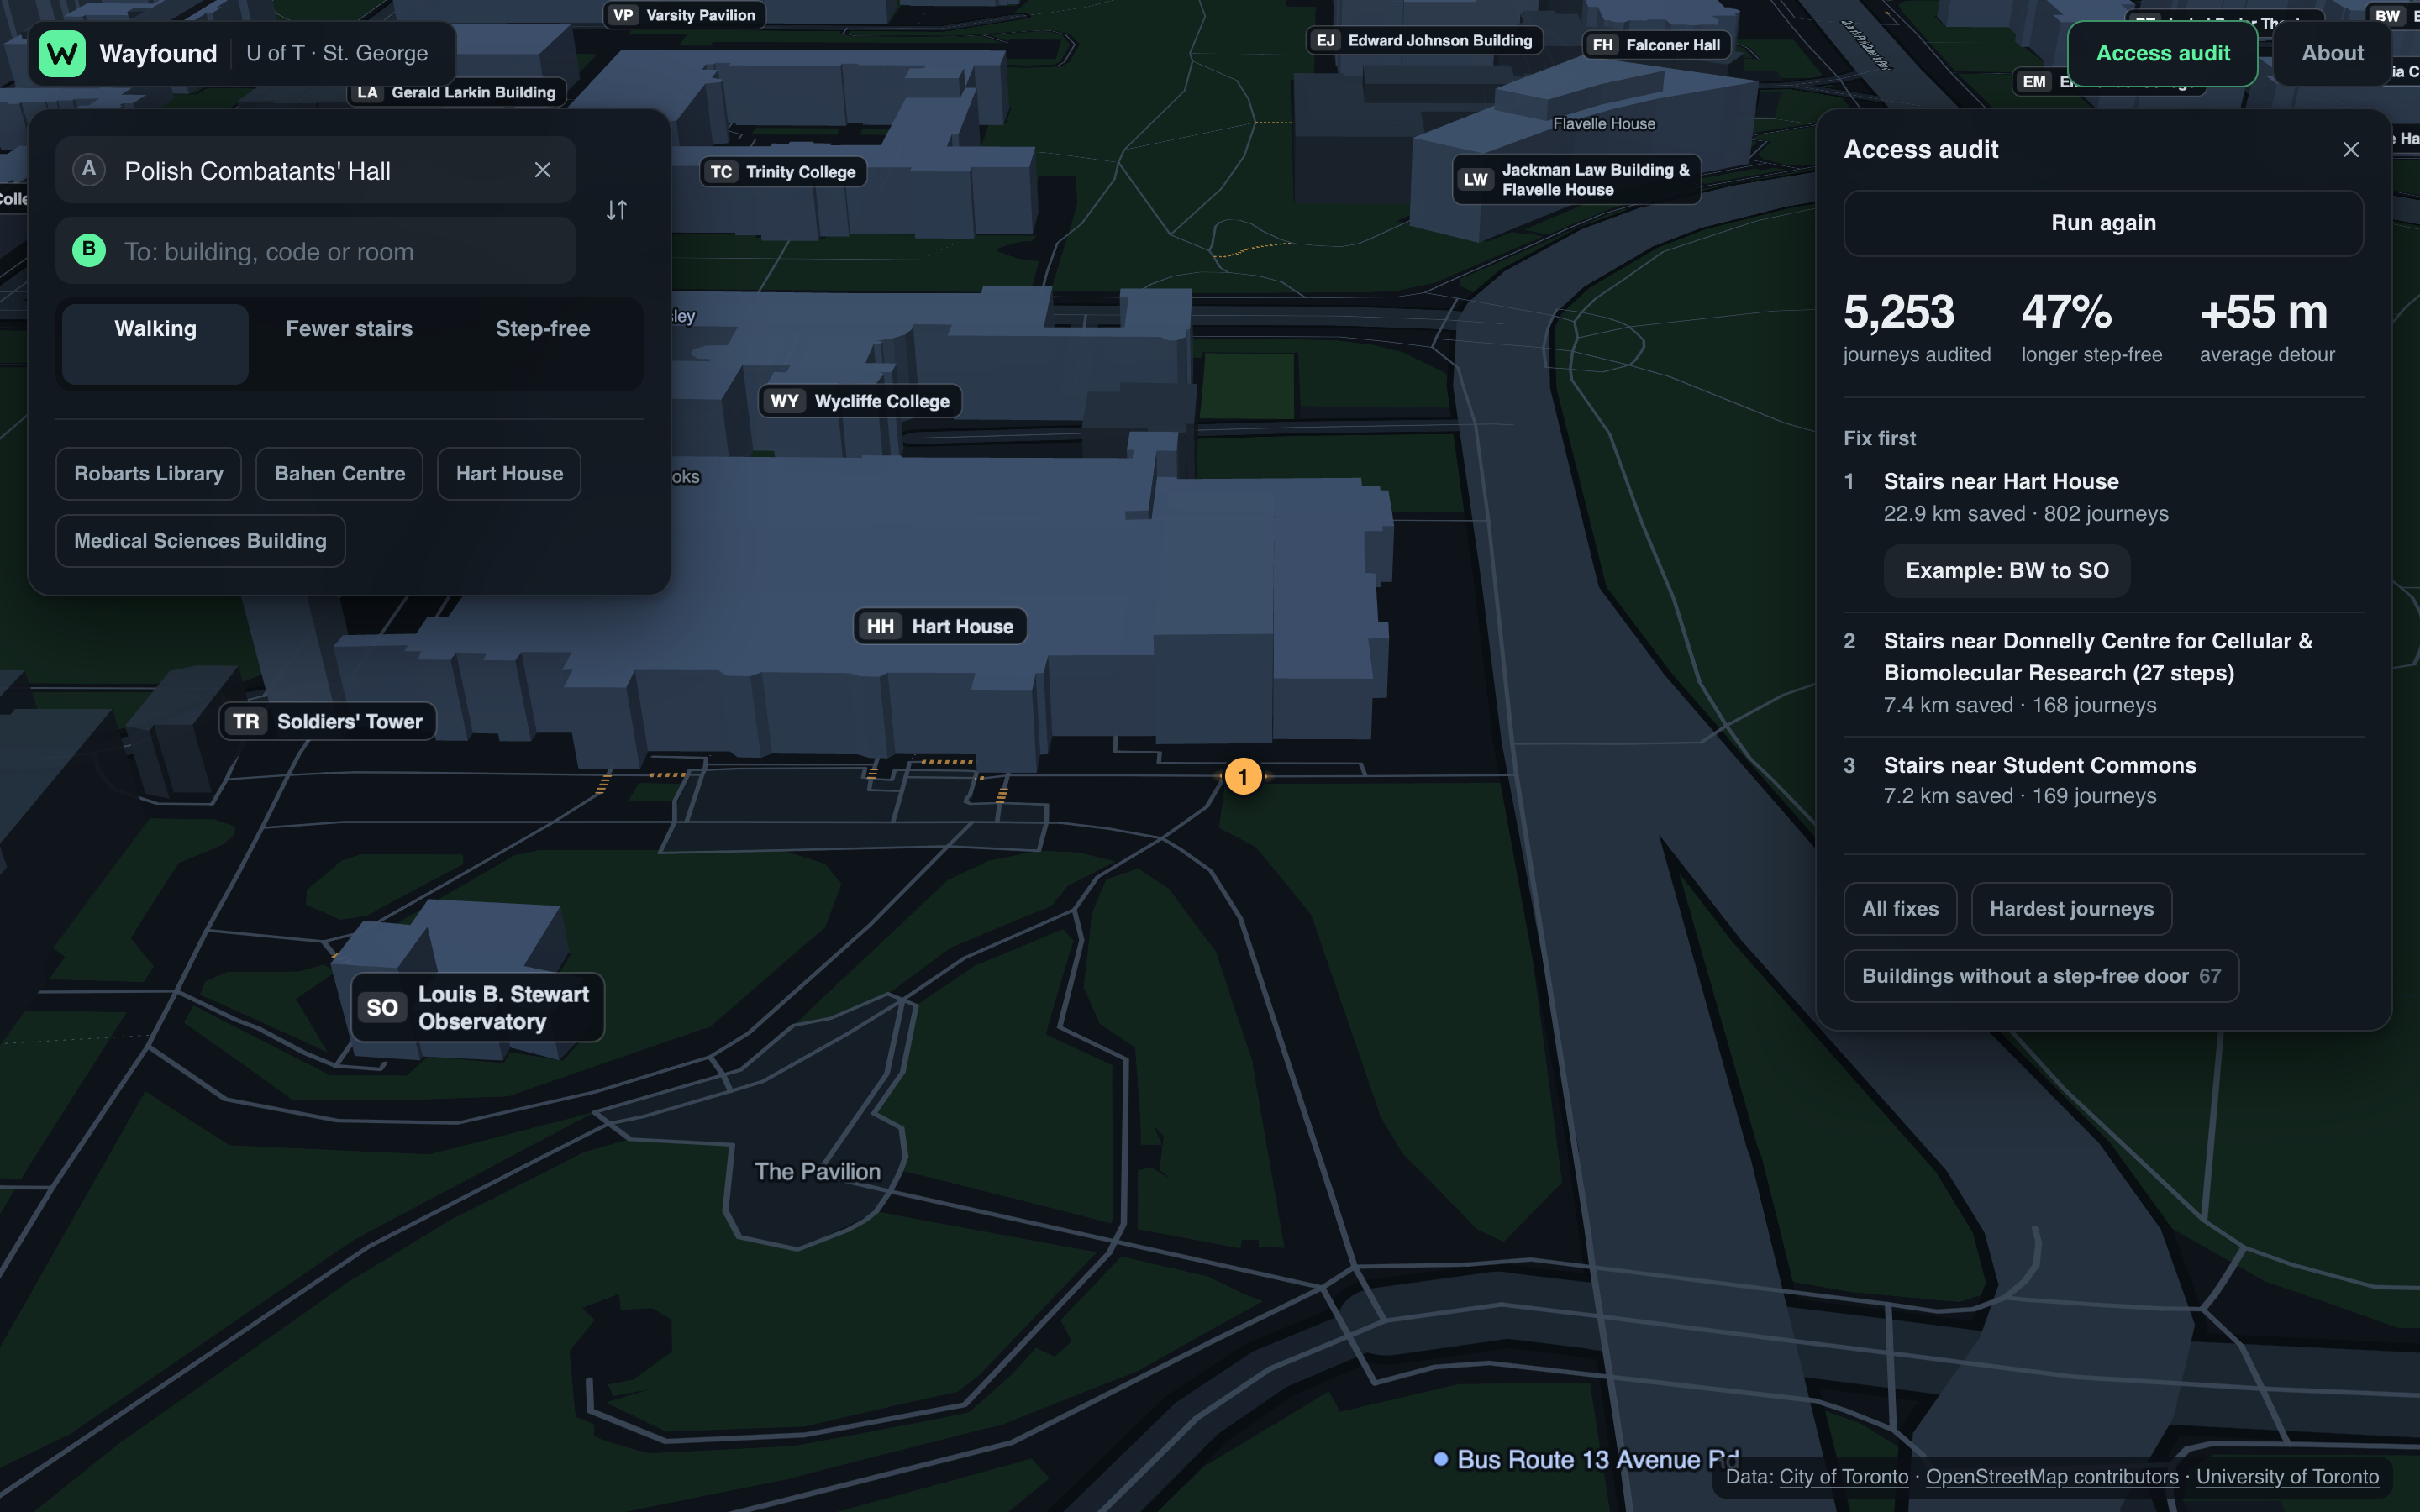 VP Varsity Pavilion
EJ Edward Johnson Building
FH Falconer Hall
BW
W Wayfound U of T · St. George
Access audit
About
EM
LA Gerald Larkin Building
Flavelle House
TC Trinity College
LW Jackman Law Building &
Flavelle House
A Polish Combatants' Hall
B To: building, code or room
Walking Fewer stairs Step-free
Robarts Library Bahen Centre Hart House
Medical Sciences Building
WY Wycliffe College
HH Hart House
TR Soldiers' Tower
1
SO Louis B. Stewart
Observatory
The Pavilion
Bus Route 13 Avenue Rd
Access audit
Run again
5,253 47% +55 m
journeys audited longer step-free average detour
Fix first
1 Stairs near Hart House
22.9 km saved · 802 journeys
Example: BW to SO
2 Stairs near Donnelly Centre for Cellular &
Biomolecular Research (27 steps)
7.4 km saved · 168 journeys
3 Stairs near Student Commons
7.2 km saved · 169 journeys
All fixes Hardest journeys
Buildings without a step-free door 67
Data: City of Toronto · OpenStreetMap contributors · University of Toronto